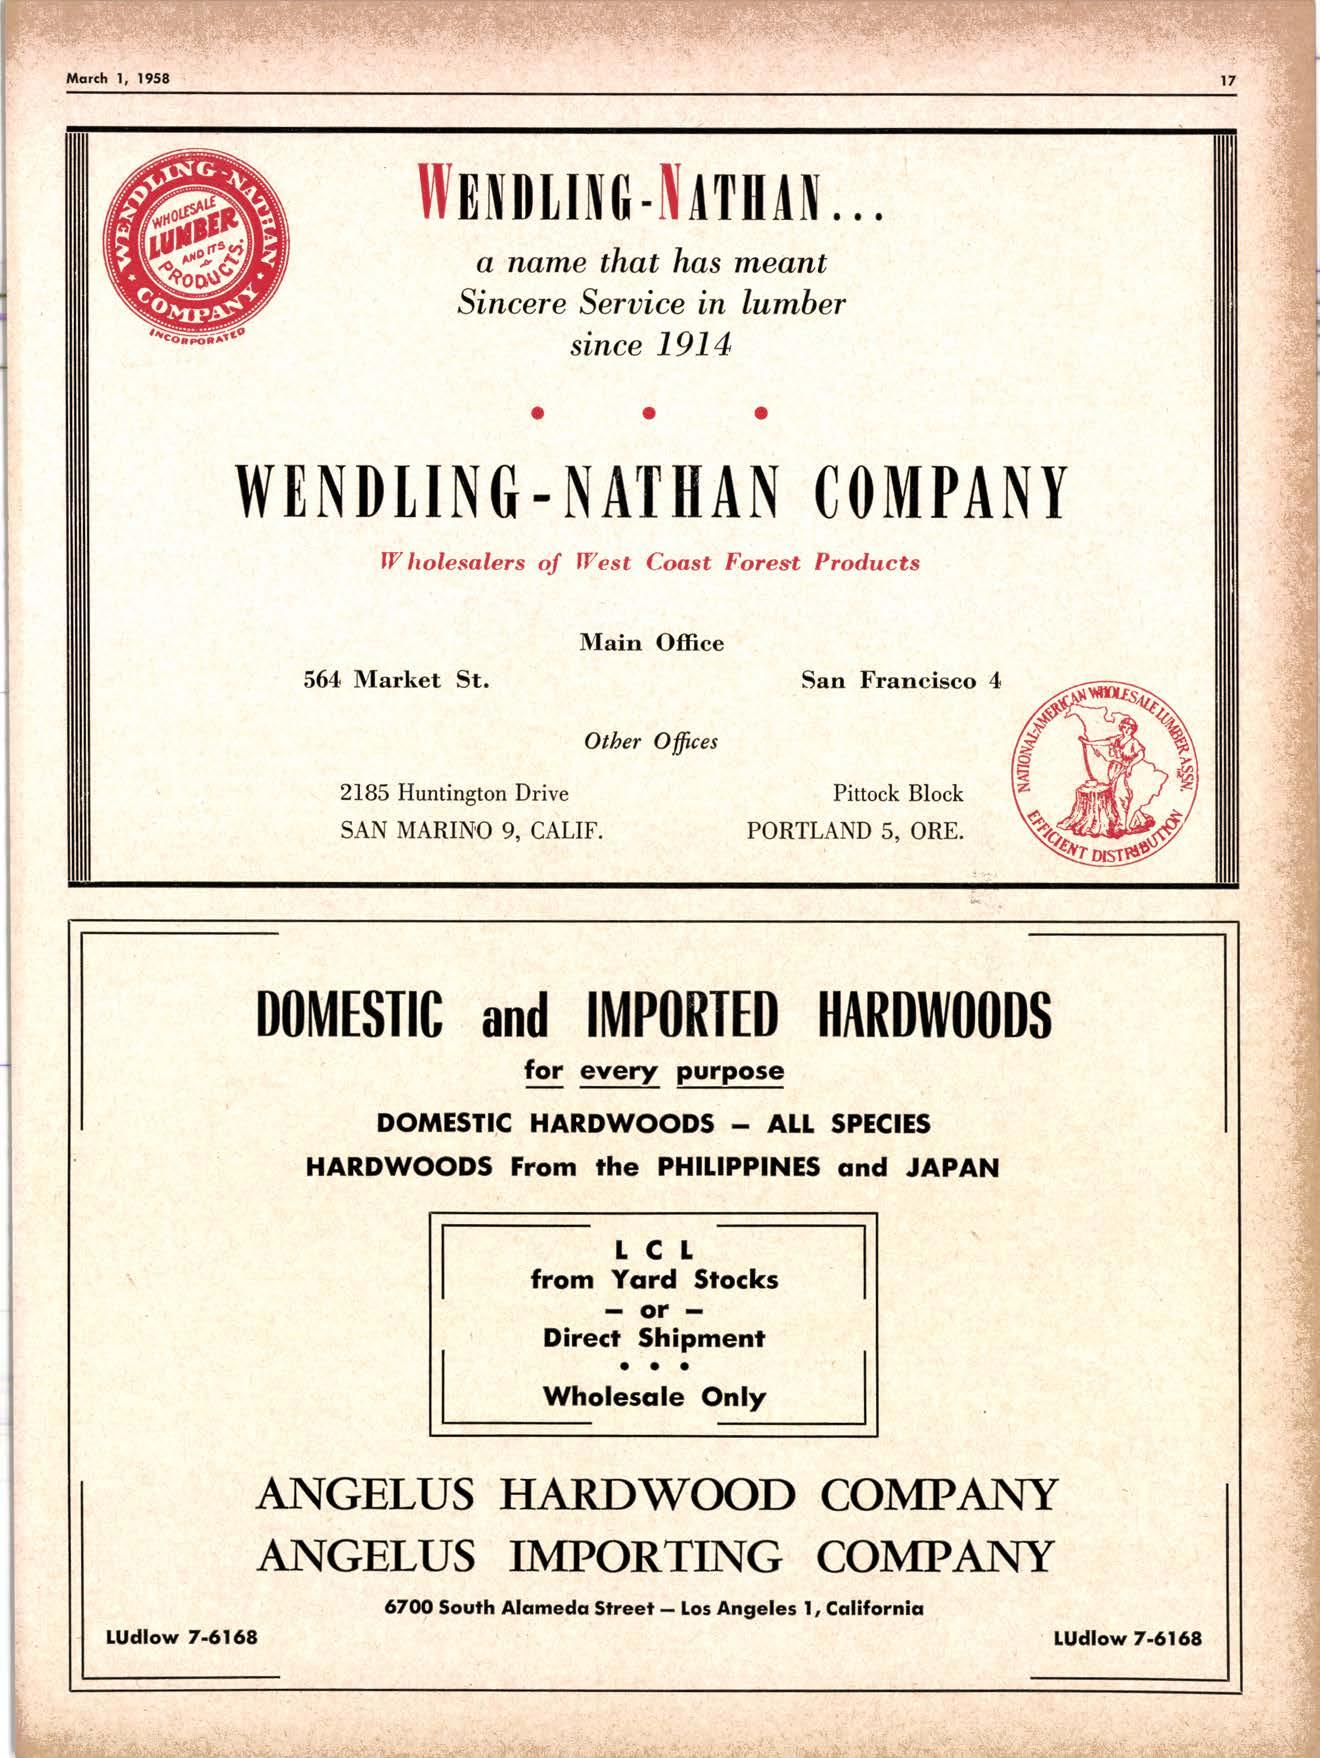 March 1, 1958
17
WENDLING-NATHAN
COMPANY
INCORPORATED
WHOLESALE
LUMBER
AND ITS
PRODUCTS.
WENDLING-NATHAN...
a name that has meant
Sincere Service in lumber
since 1914
• • •
WENDLING-NATHAN COMPANY
Wholesalers of West Coast Forest Products
Main Office
564 Market St. San Francisco 4
Other Offices
2185 Huntington Drive
SAN MARINO 9, CALIF.
Pittock Block
PORTLAND 5, ORE.
NATIONAL-AMERICAN WHOLESALE LUMBER ASSN.
EFFICIENT DISTRIBUTION
DOMESTIC and IMPORTED HARDWOODS
for every purpose
DOMESTIC HARDWOODS — ALL SPECIES
HARDWOODS From the PHILIPPINES and JAPAN
L C L
from Yard Stocks
— or —
Direct Shipment
• • •
Wholesale Only
ANGELUS HARDWOOD COMPANY
ANGELUS IMPORTING COMPANY
6700 South Alameda Street — Los Angeles 1, California
LUdlow 7-6168 LUdlow 7-6168